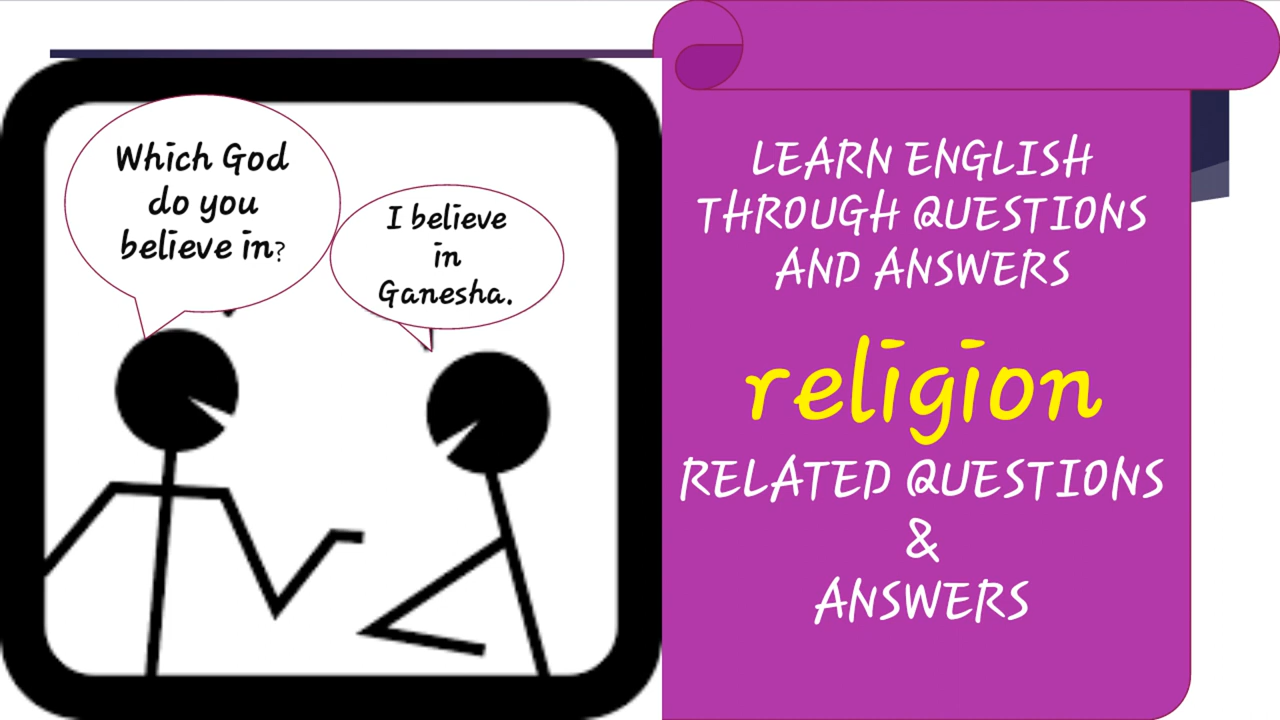 Which God
do you
believe in?
I believe
in
Ganesha.
LEARN ENGLISH
THROUGH QUESTIONS
AND ANSWERS
religion
RELATED QUESTIONS
&
ANSWERS